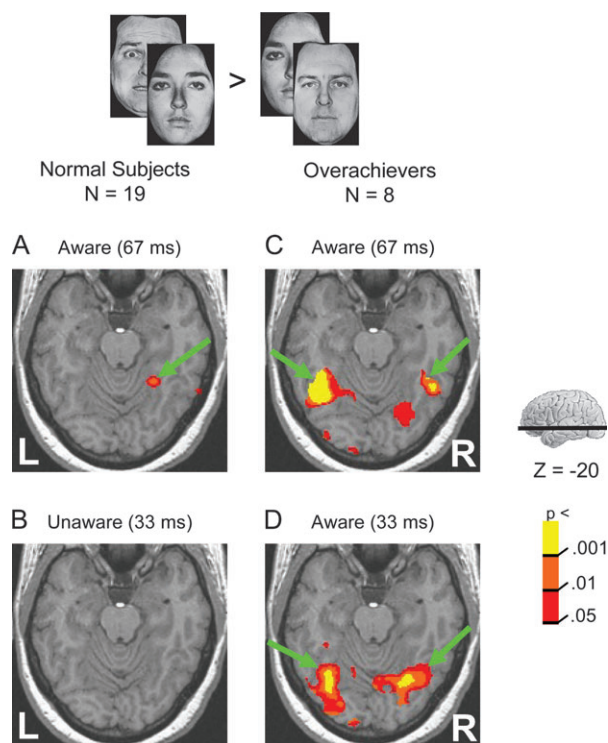 >
Normal Subjects
N = 19
Overachievers
N = 8
A Aware (67 ms)
C Aware (67 ms)
L
R
Z = -20
B Unaware (33 ms)
D Aware (33 ms)
L
R
p <
.001
.01
.05